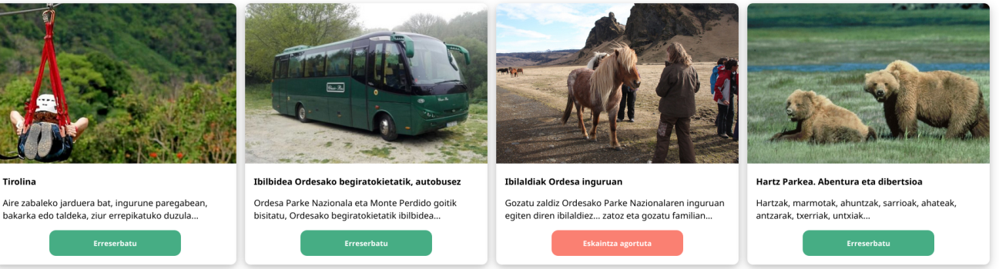 Tirolina
Aire zabaleko jarduera bat, ingurune paregabean,
bakarka edo taldeka, ziur errepikatuko duzula...
Erreserbatu
Ibilbidea Ordesako begiratokietatik, autobusez
Ordesa Parke Nazionala eta Monte Perdido goitik
bisitatu, Ordesako begiratokietatik ibilbidea...
Erreserbatu
Ibilaldiak Ordesa inguruan
Gozatu zaldiz Ordesako Parke Nazionalaren inguruan
egiten diren ibilaldiez... zatoz eta gozatu familian...
Eskaintza agortuta
Hartz Parkea. Abentura eta dibertsioa
Hartzak, marmotak, ahuntzak, sarrioak, ahateak,
antzarak, txerriak, untxiak...
Erreserbatu